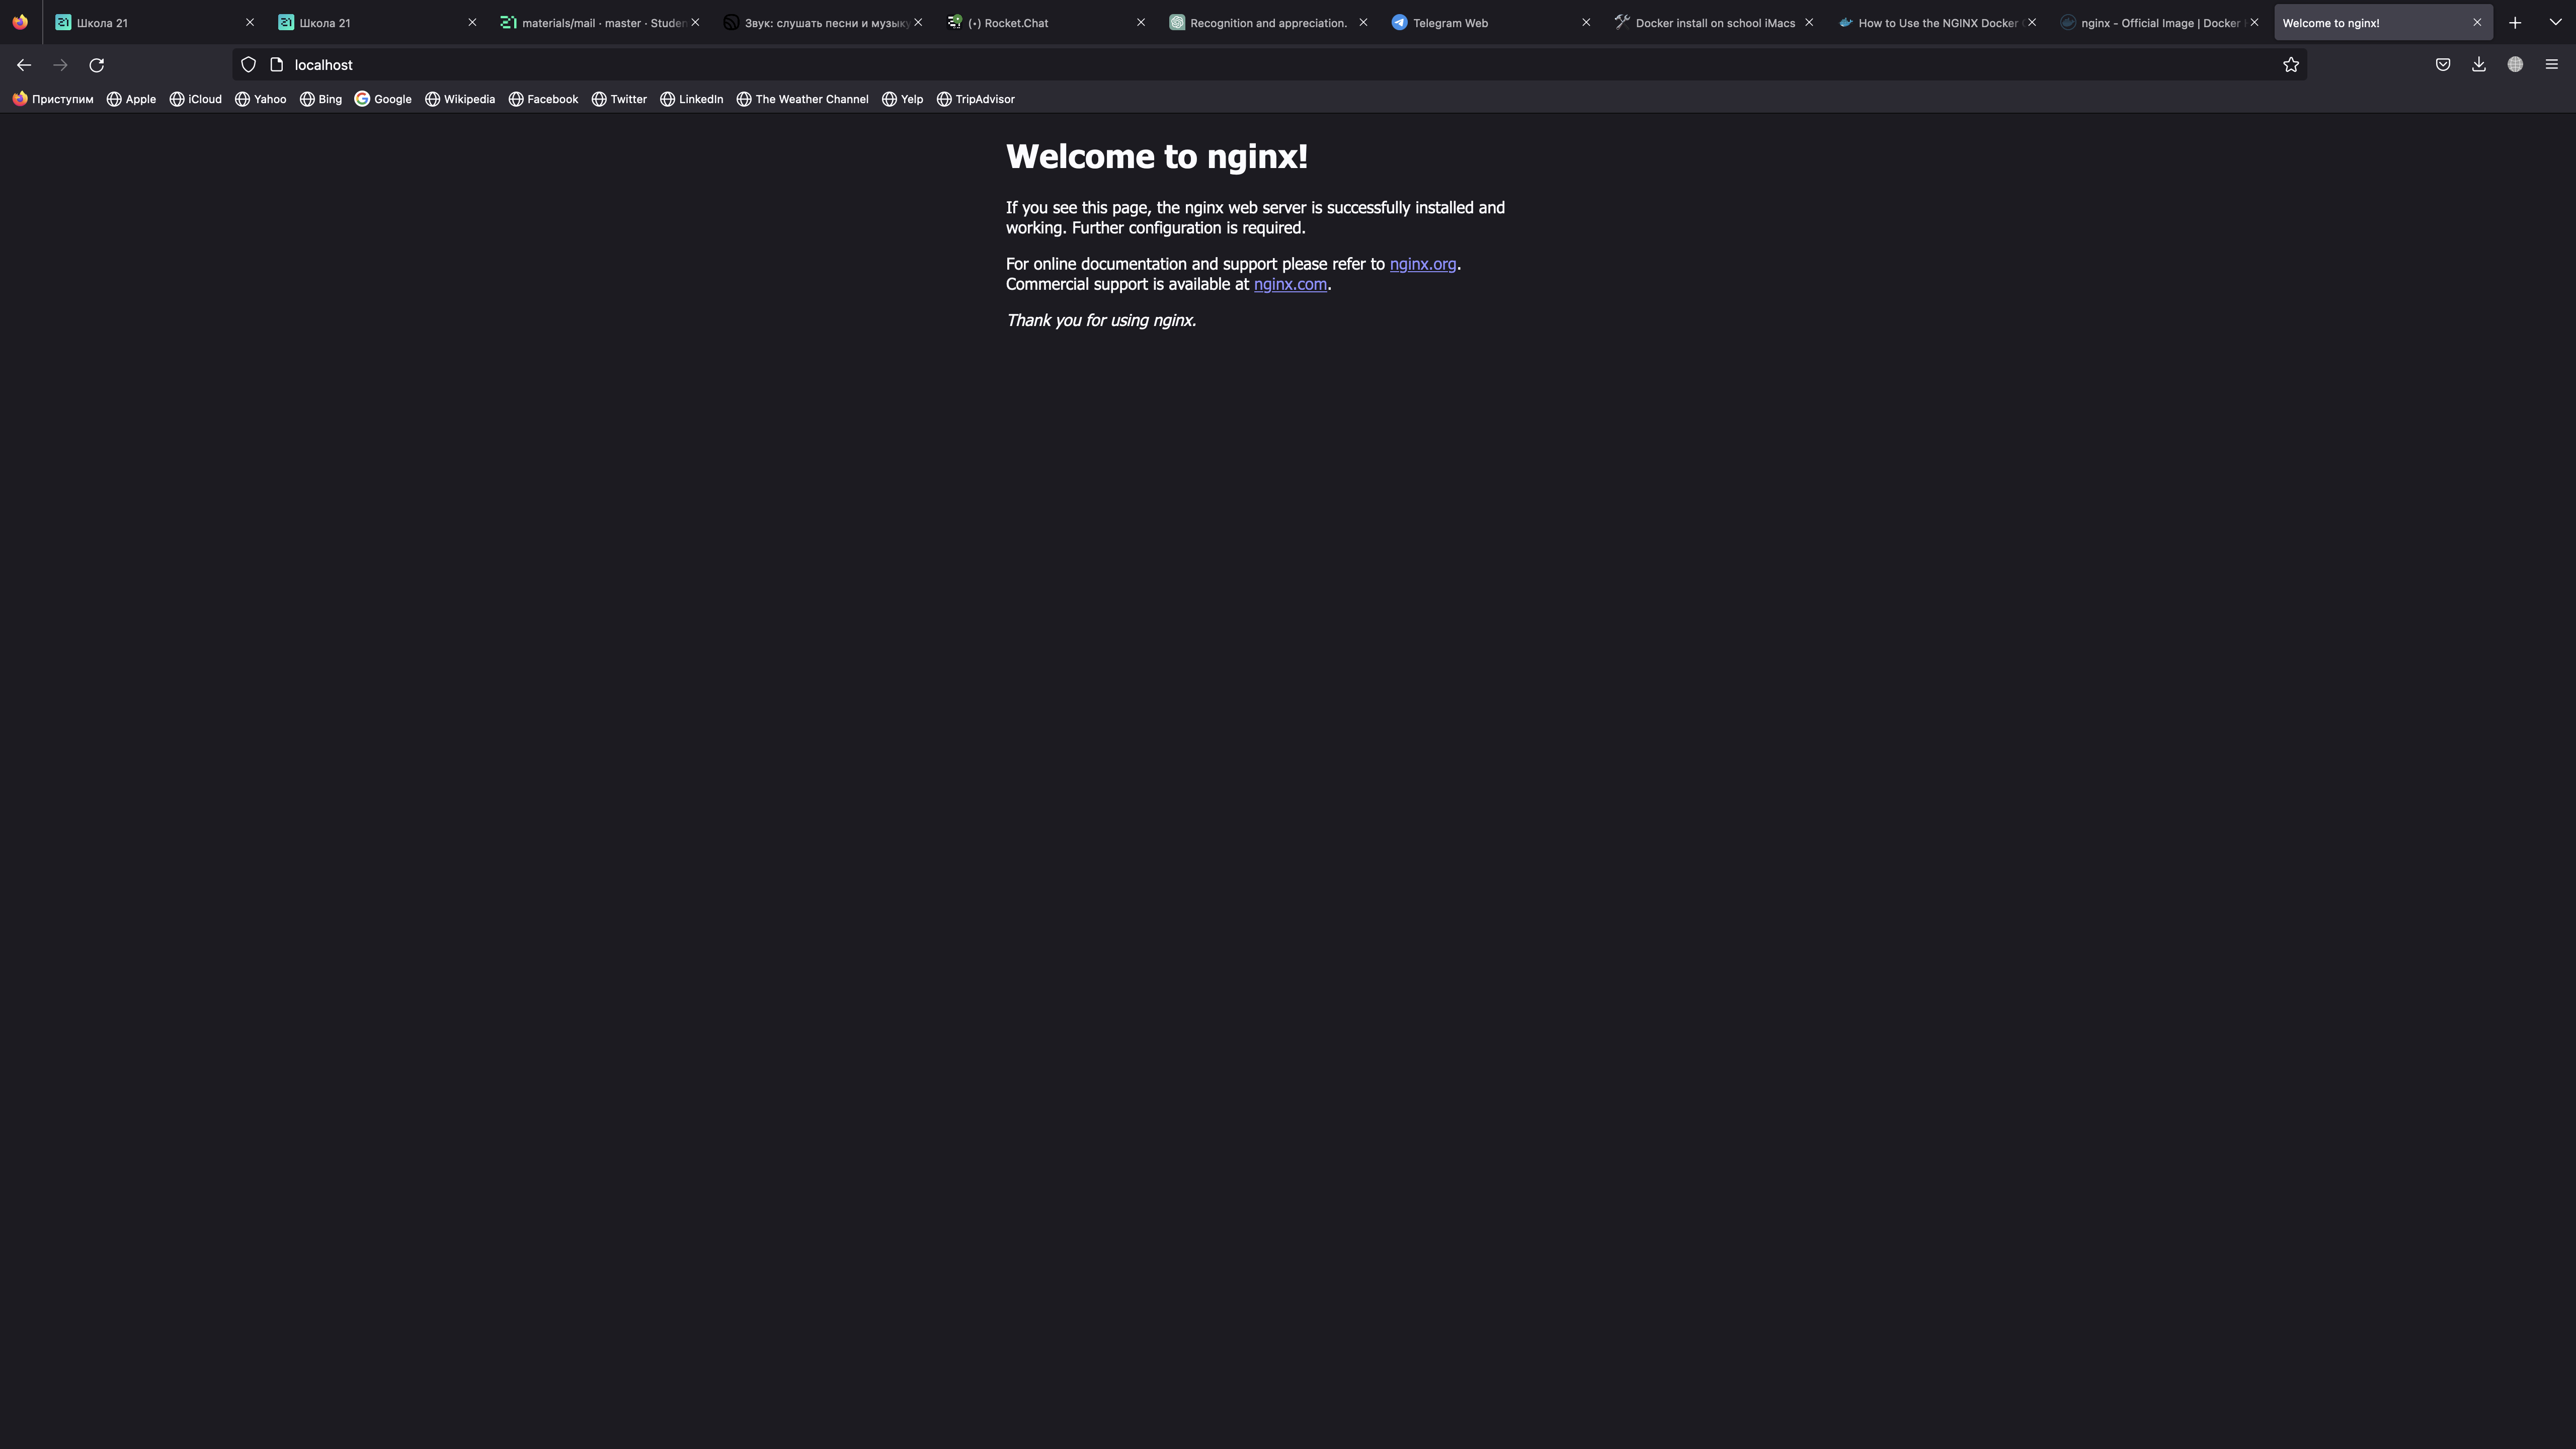 Школа 21
Школа 21
materials/mail · master · Studen
Звук: слушать песни и музыку
(•) Rocket.Chat
Recognition and appreciation.
Telegram Web
Docker install on school iMacs
How to Use the NGINX Docker
nginx - Official Image | Docker
Welcome to nginx!
localhost
Приступим
Apple
iCloud
Yahoo
Bing
Google
Wikipedia
Facebook
Twitter
LinkedIn
The Weather Channel
Yelp
TripAdvisor
Welcome to nginx!
If you see this page, the nginx web server is successfully installed and
working. Further configuration is required.
For online documentation and support please refer to nginx.org.
Commercial support is available at nginx.com.
Thank you for using nginx.